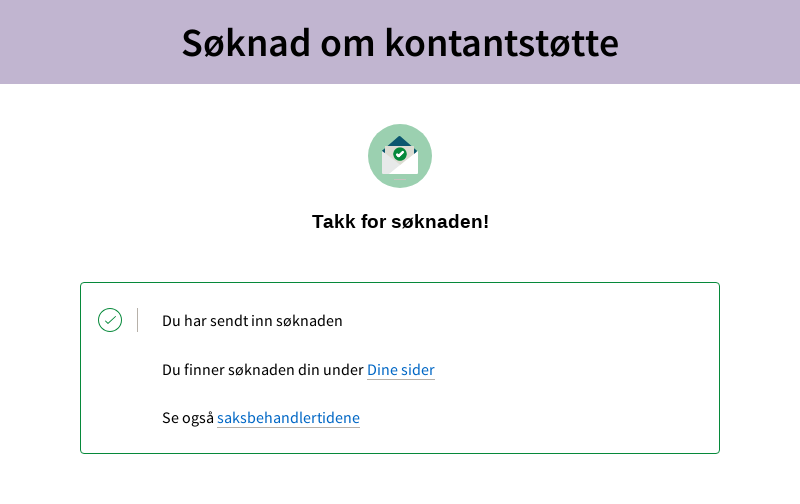 Søknad om kontantstøtte
Takk for søknaden!
Du har sendt inn søknaden
Du finner søknaden din under Dine sider
Se også saksbehandlertidene